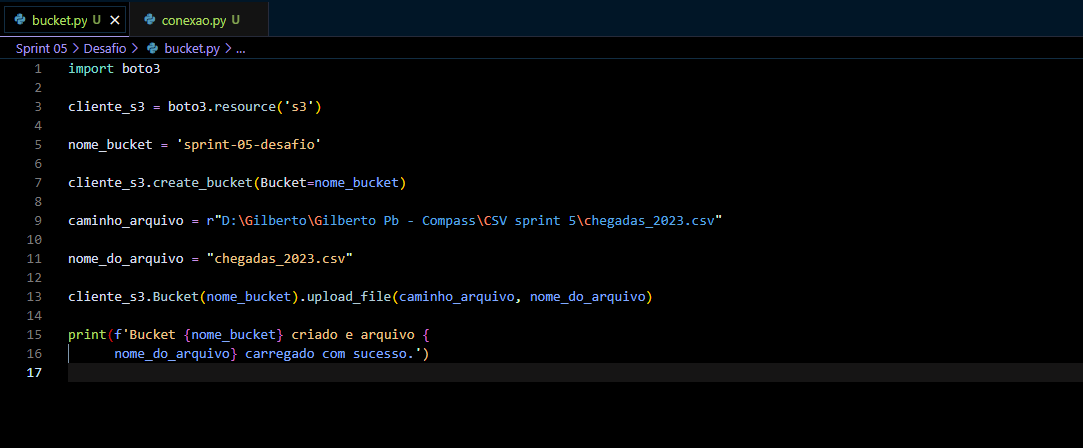 bucket.py U ✕ conexao.py U
Sprint 05 > Desafio > bucket.py > ...
1 import boto3
2
3 cliente_s3 = boto3.resource('s3')
4
5 nome_bucket = 'sprint-05-desafio'
6
7 cliente_s3.create_bucket(Bucket=nome_bucket)
8
9 caminho_arquivo = r"D:\Gilberto\Gilberto Pb - Compass\CSV sprint 5\chegadas_2023.csv"
10
11 nome_do_arquivo = "chegadas_2023.csv"
12
13 cliente_s3.Bucket(nome_bucket).upload_file(caminho_arquivo, nome_do_arquivo)
14
15 print(f'Bucket {nome_bucket} criado e arquivo {
16 nome_do_arquivo} carregado com sucesso.')
17